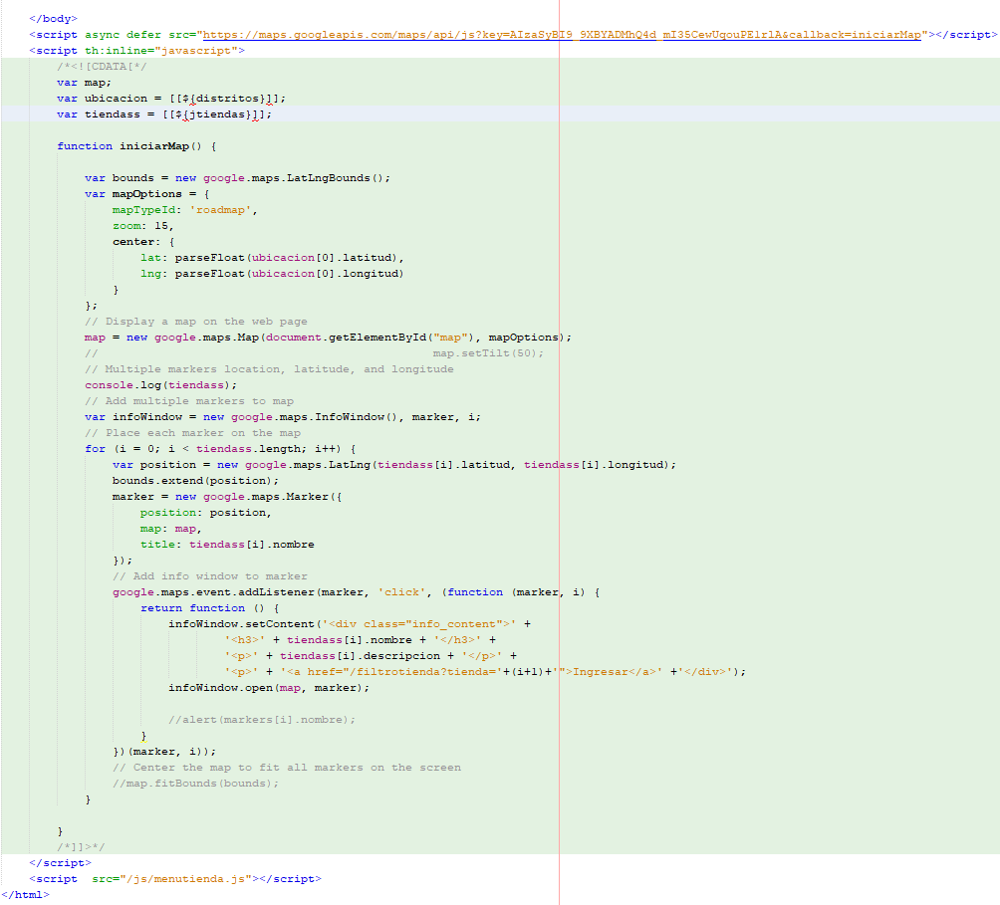 </body>
<script async defer src="https://maps.googleapis.com/maps/api/js?key=AIzaSyBI9_9XBYADMhQ4d_mI35CewUqouPE1r1A&callback=iniciarMap"></script>
<script th:inline="javascript">
/*<![CDATA[*/
var map;
var ubicacion = [[${distritos}]];
var tiendass = [[${jtiendas}]];
function iniciarMap() {
var bounds = new google.maps.LatLngBounds();
var mapOptions = {
mapTypeId: 'roadmap',
zoom: 15,
center: {
lat: parseFloat(ubicacion[0].latitud),
lng: parseFloat(ubicacion[0].longitud)
}
};
// Display a map on the web page
map = new google.maps.Map(document.getElementById("map"), mapOptions);
// map.setTilt(50);
// Multiple markers location, latitude, and longitude
console.log(tiendass);
// Add multiple markers to map
var infoWindow = new google.maps.InfoWindow(), marker, i;
// Place each marker on the map
for (i = 0; i < tiendass.length; i++) {
var position = new google.maps.LatLng(tiendass[i].latitud, tiendass[i].longitud);
bounds.extend(position);
marker = new google.maps.Marker({
position: position,
map: map,
title: tiendass[i].nombre
});
// Add info window to marker
google.maps.event.addListener(marker, 'click', (function (marker, i) {
return function () {
infoWindow.setContent('<div class="info_content">' +
'<h3>' + tiendass[i].nombre + '</h3>' +
'<p>' + tiendass[i].descripcion + '</p>' +
'<p>' + '<a href="/filtrotienda?tienda='+(i+1)+'">Ingresar</a>' +'</div>');
infoWindow.open(map, marker);
//alert(markers[i].nombre);
}
})(marker, i));
// Center the map to fit all markers on the screen
//map.fitBounds(bounds);
}
}
/*]]>*/
</script>
<script  src="/js/menutienda.js"></script>
</html>